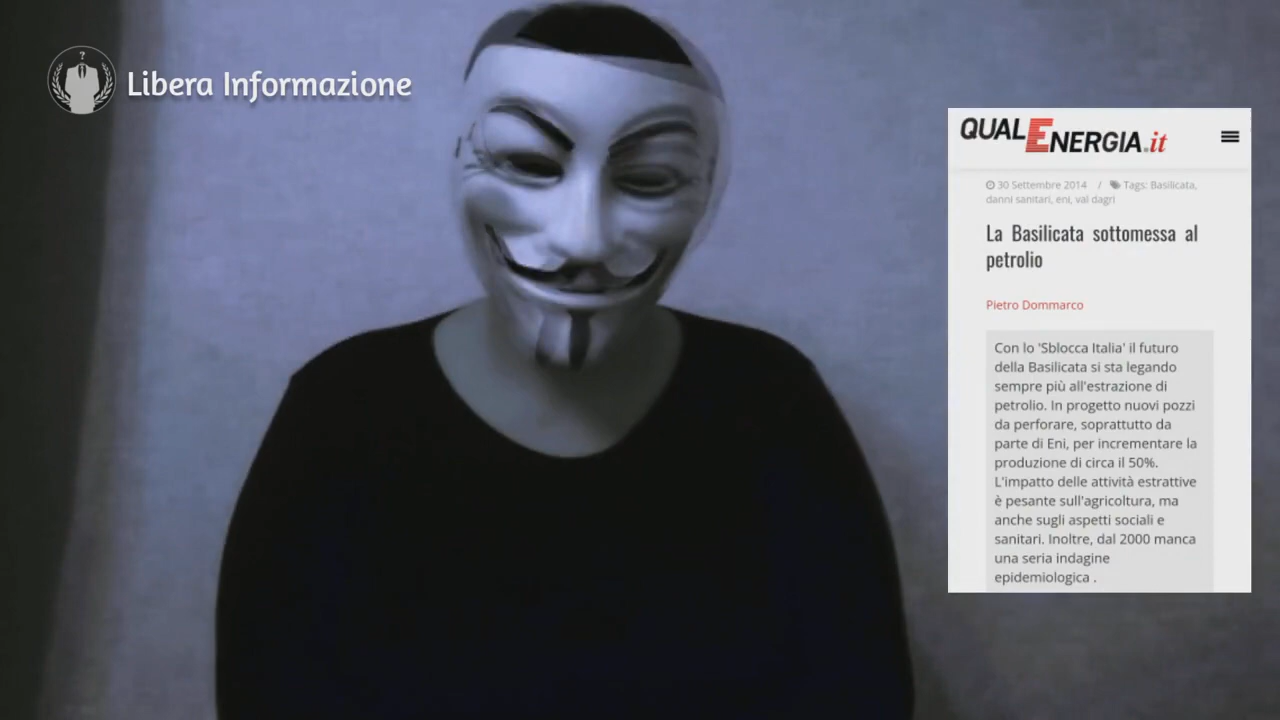 ?
Libera Informazione
QUALENERGIA.it
30 Settembre 2014 / Tags: Basilicata,
danni sanitari, eni, val dagri
La Basilicata sottomessa al
petrolio
Pietro Dommarco
Con lo 'Sblocca Italia' il futuro
della Basilicata si sta legando
sempre più all'estrazione di
petrolio. In progetto nuovi pozzi
da perforare, soprattutto da
parte di Eni, per incrementare la
produzione di circa il 50%.
L'impatto delle attività estrattive
è pesante sull'agricoltura, ma
anche sugli aspetti sociali e
sanitari. Inoltre, dal 2000 manca
una seria indagine
epidemiologica .